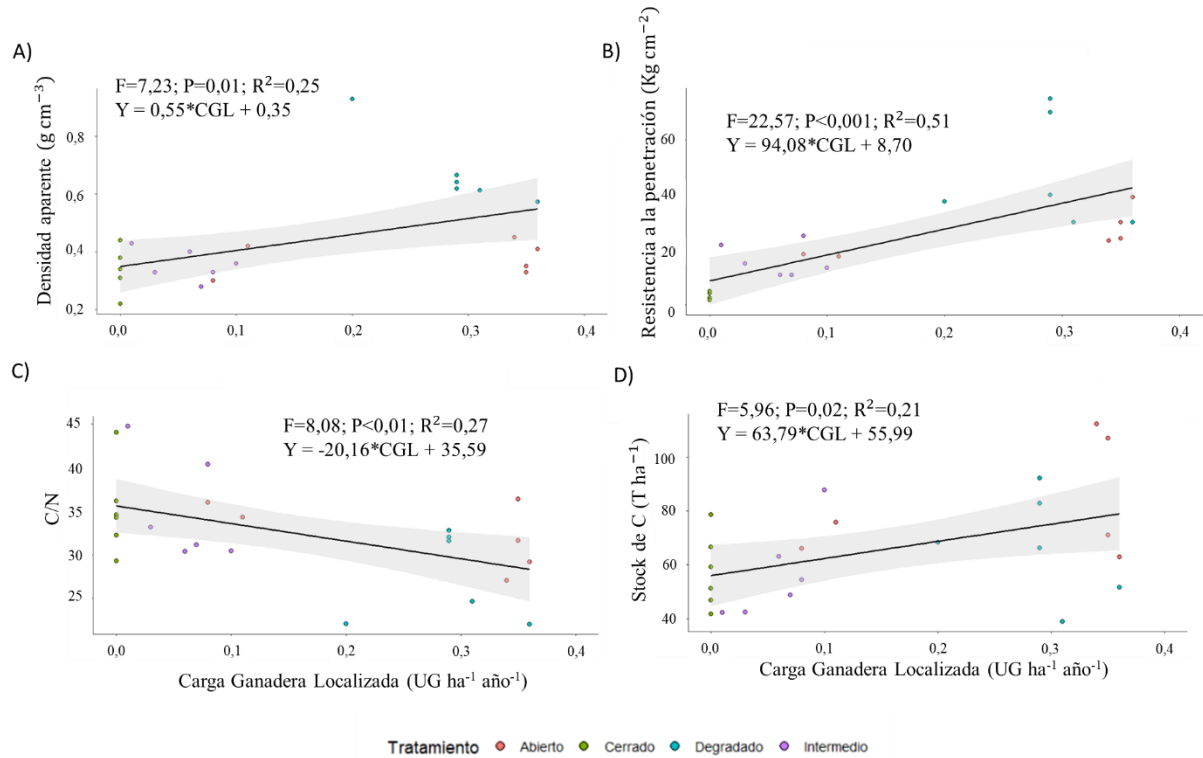 A)
F=7,23; P=0,01; R²=0,25
Y = 0,55*CGL + 0,35
Densidad aparente (g cm⁻³)
0,8
0,6
0,4
0,2
0,0 0,1 0,2 0,3 0,4
B)
F=22,57; P<0,001; R²=0,51
Y = 94,08*CGL + 8,70
Resistencia a la penetración (Kg cm⁻²)
60
40
20
0
0,0 0,1 0,2 0,3 0,4
C)
F=8,08; P<0,01; R²=0,27
Y = -20,16*CGL + 35,59
C/N
45
40
35
30
25
0,0 0,1 0,2 0,3 0,4
Carga Ganadera Localizada (UG ha⁻¹ año⁻¹)
D)
F=5,96; P=0,02; R²=0,21
Y = 63,79*CGL + 55,99
Stock de C (T ha⁻¹)
100
80
60
40
0,0 0,1 0,2 0,3 0,4
Carga Ganadera Localizada (UG ha⁻¹ año⁻¹)
Tratamiento Abierto Cerrado Degradado Intermedio